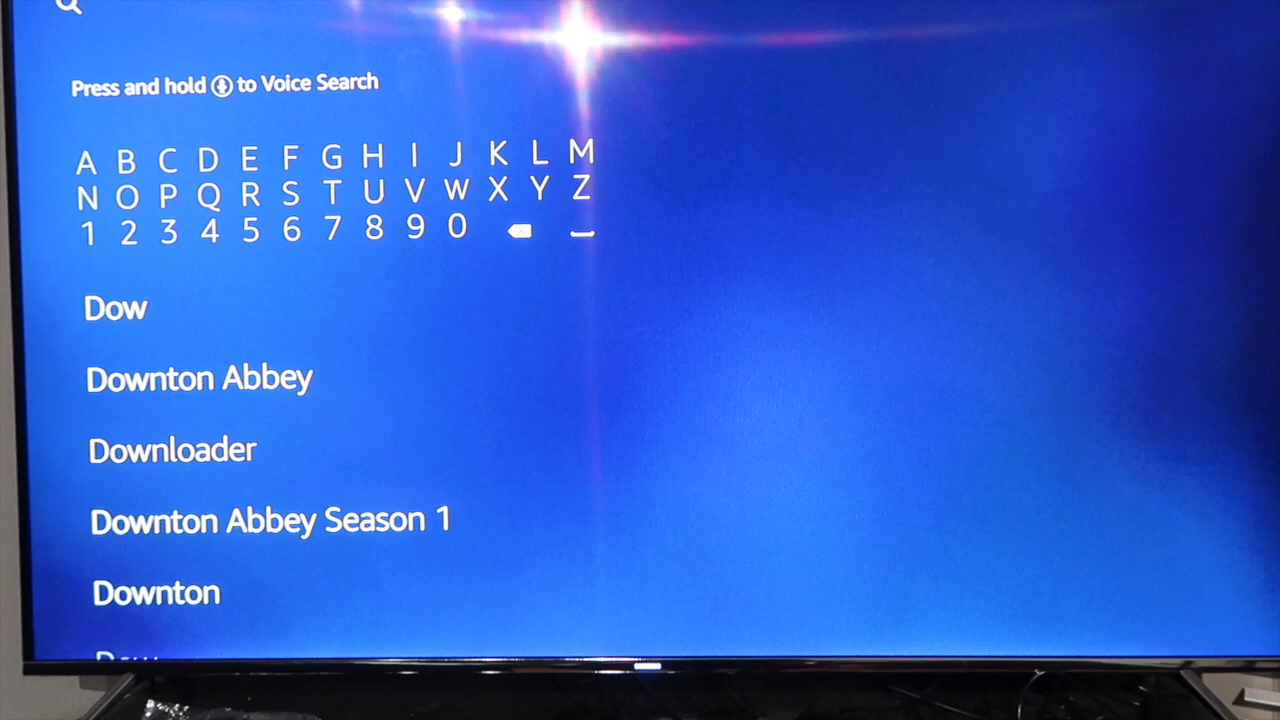 Press and hold to Voice Search
A B C D E F G H I J K L M
N O P Q R S T U V W X Y Z
1 2 3 4 5 6 7 8 9 0
Dow
Downton Abbey
Downloader
Downton Abbey Season 1
Downton